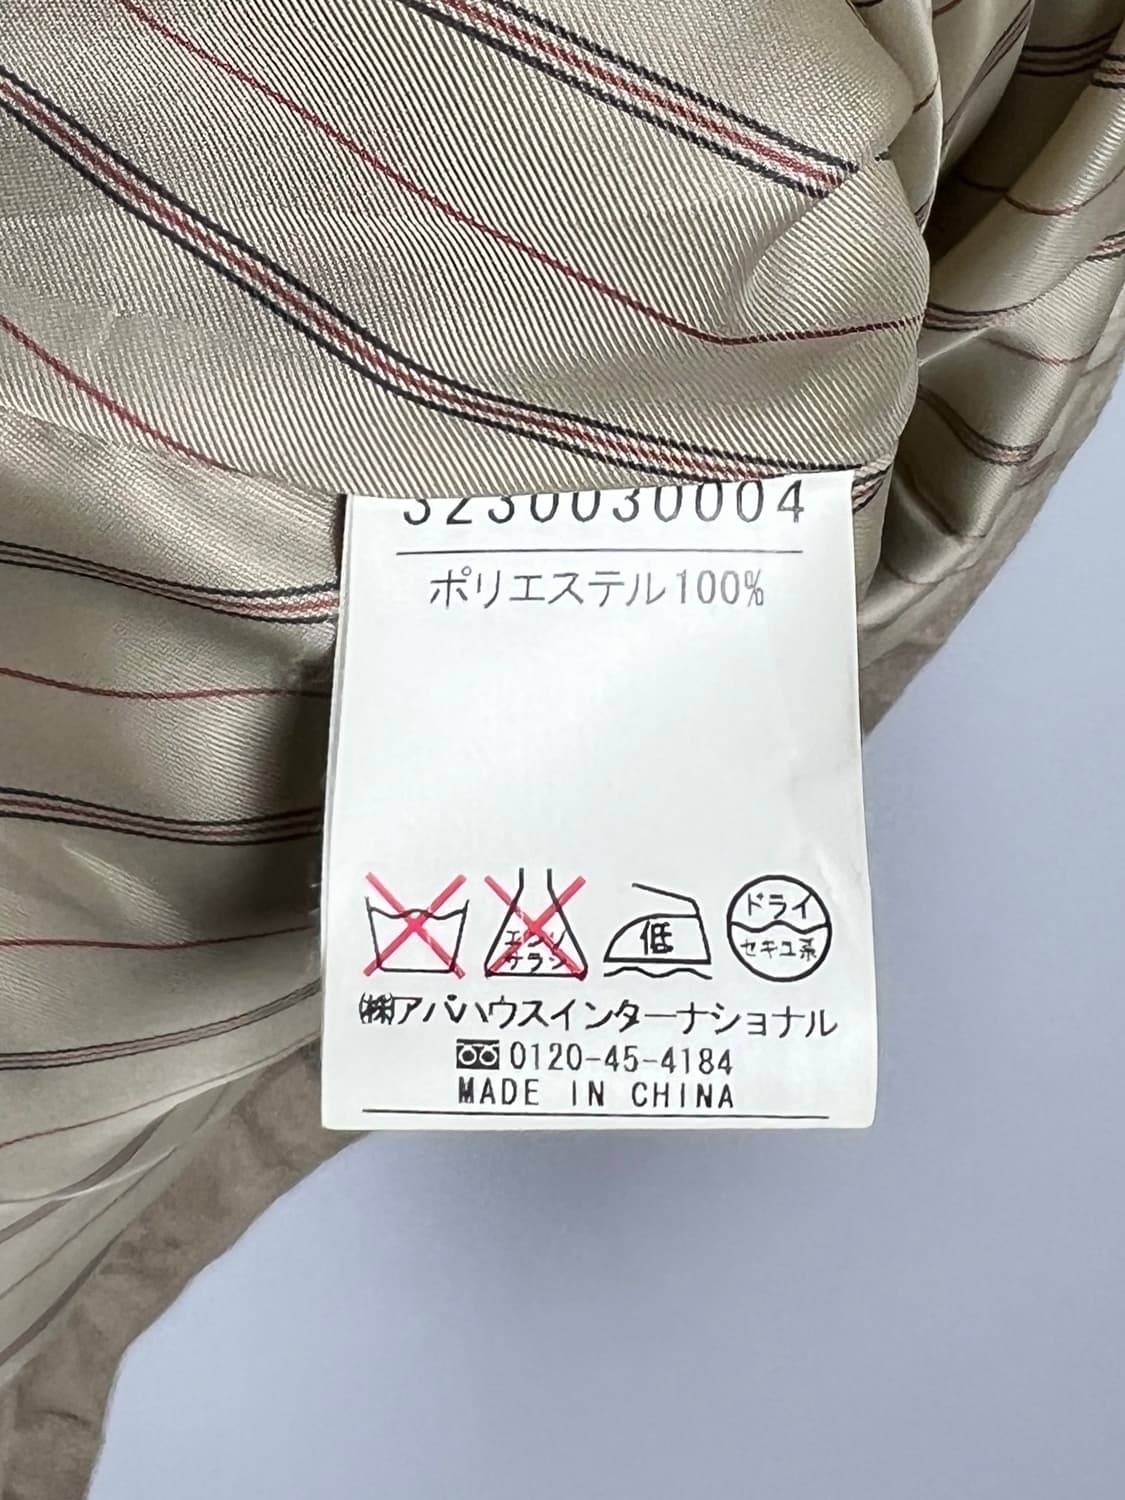 3230030004
ポリエステル100%
エンソ
サラシ
低
ドライ
セキユ系
㈱アバハウスインターナショナル
0120-45-4184
MADE IN CHINA